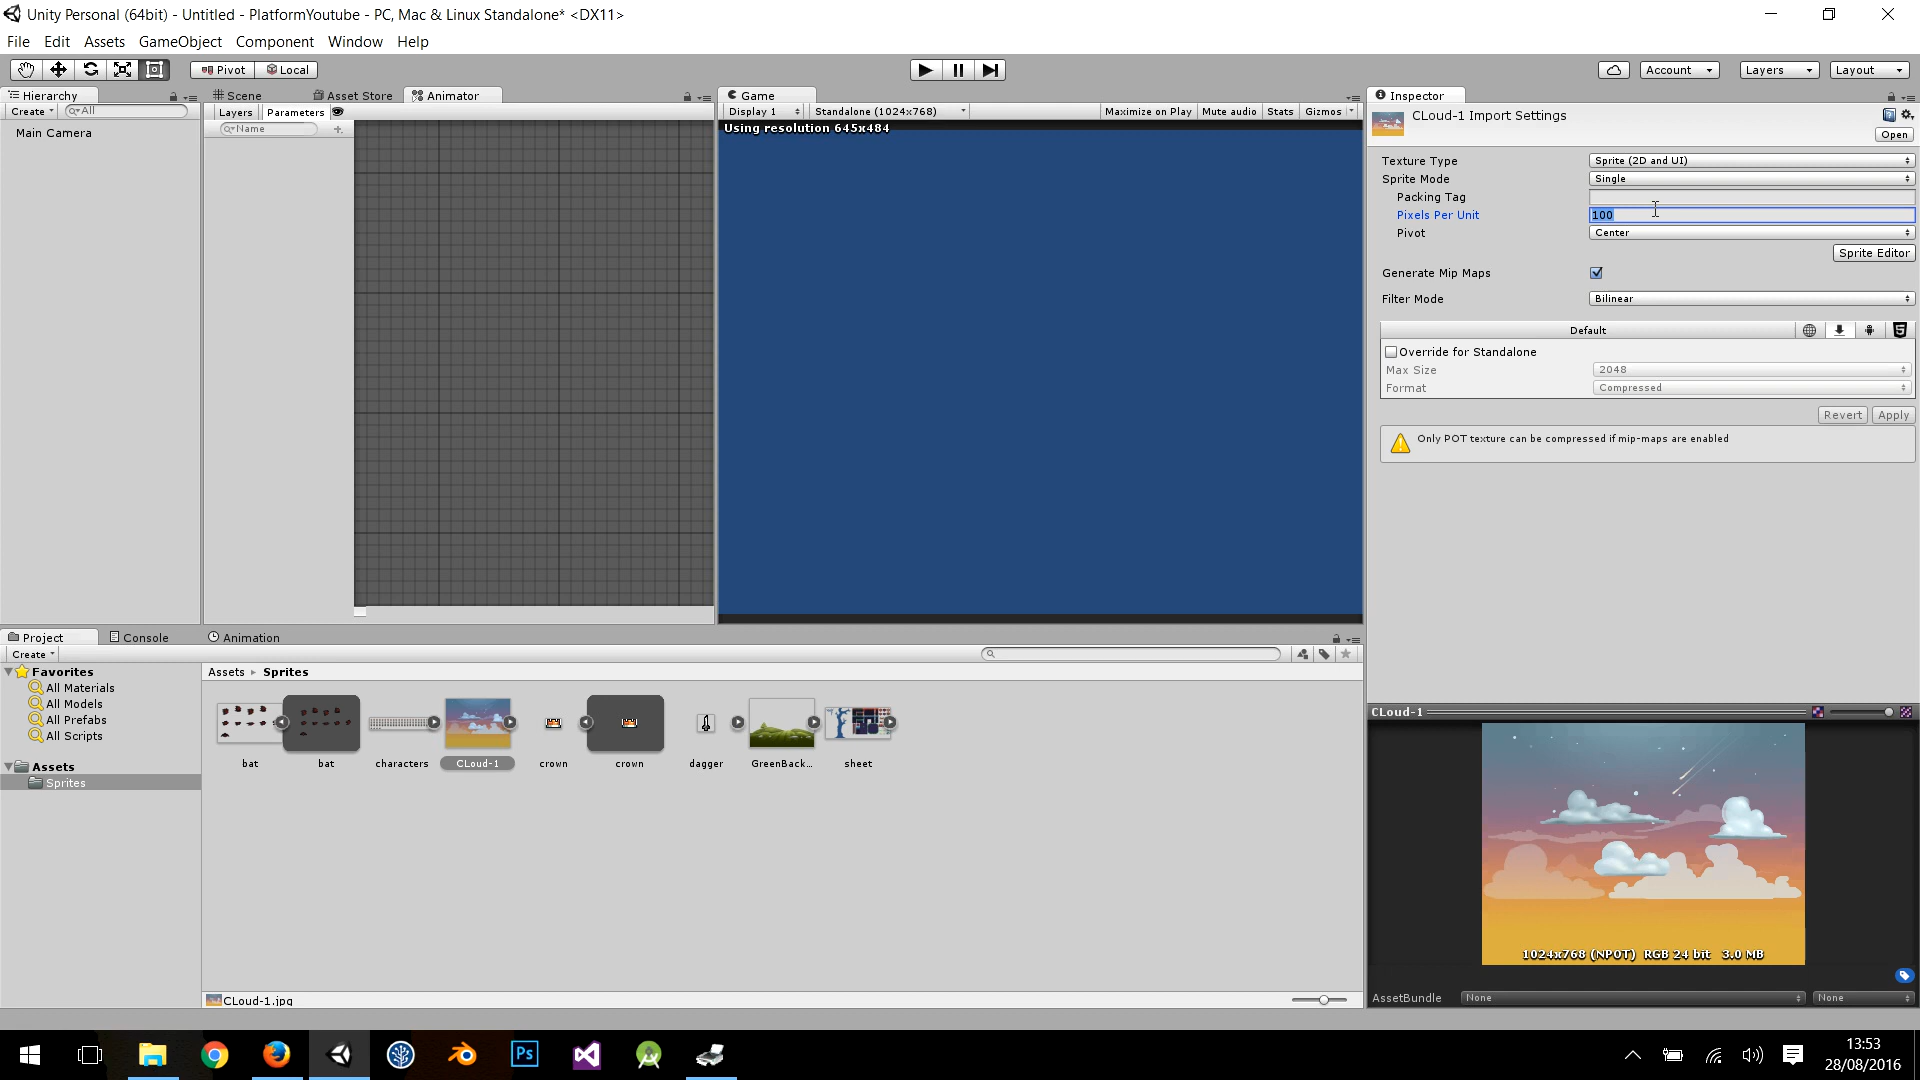 Unity Personal (64bit) - Untitled - PlatformYoutube - PC, Mac & Linux Standalone* <DX11>
File Edit Assets GameObject Component Window Help
Pivot Local
Account Layers Layout
Hierarchy
Create All
Main Camera
Scene Asset Store Animator
Layers Parameters
Name
Game
Display 1 Standalone (1024x768) Maximize on Play Mute audio Stats Gizmos
Using resolution 645x484
Inspector
CLoud-1 Import Settings
Open
Texture Type Sprite (2D and UI)
Sprite Mode Single
Packing Tag
Pixels Per Unit 100
Pivot Center
Sprite Editor
Generate Mip Maps
Filter Mode Bilinear
Default
Override for Standalone
Max Size 2048
Format Compressed
Revert Apply
Only POT texture can be compressed if mip-maps are enabled
Project Console Animation
Create
Favorites
All Materials
All Models
All Prefabs
All Scripts
Assets
Sprites
Assets Sprites
bat bat characters CLoud-1 crown crown dagger GreenBack... sheet
CLoud-1.jpg
CLoud-1
1024x768 (NPOT) RGB 24 bit 3.0 MB
AssetBundle None None
Ps
13:53
28/08/2016